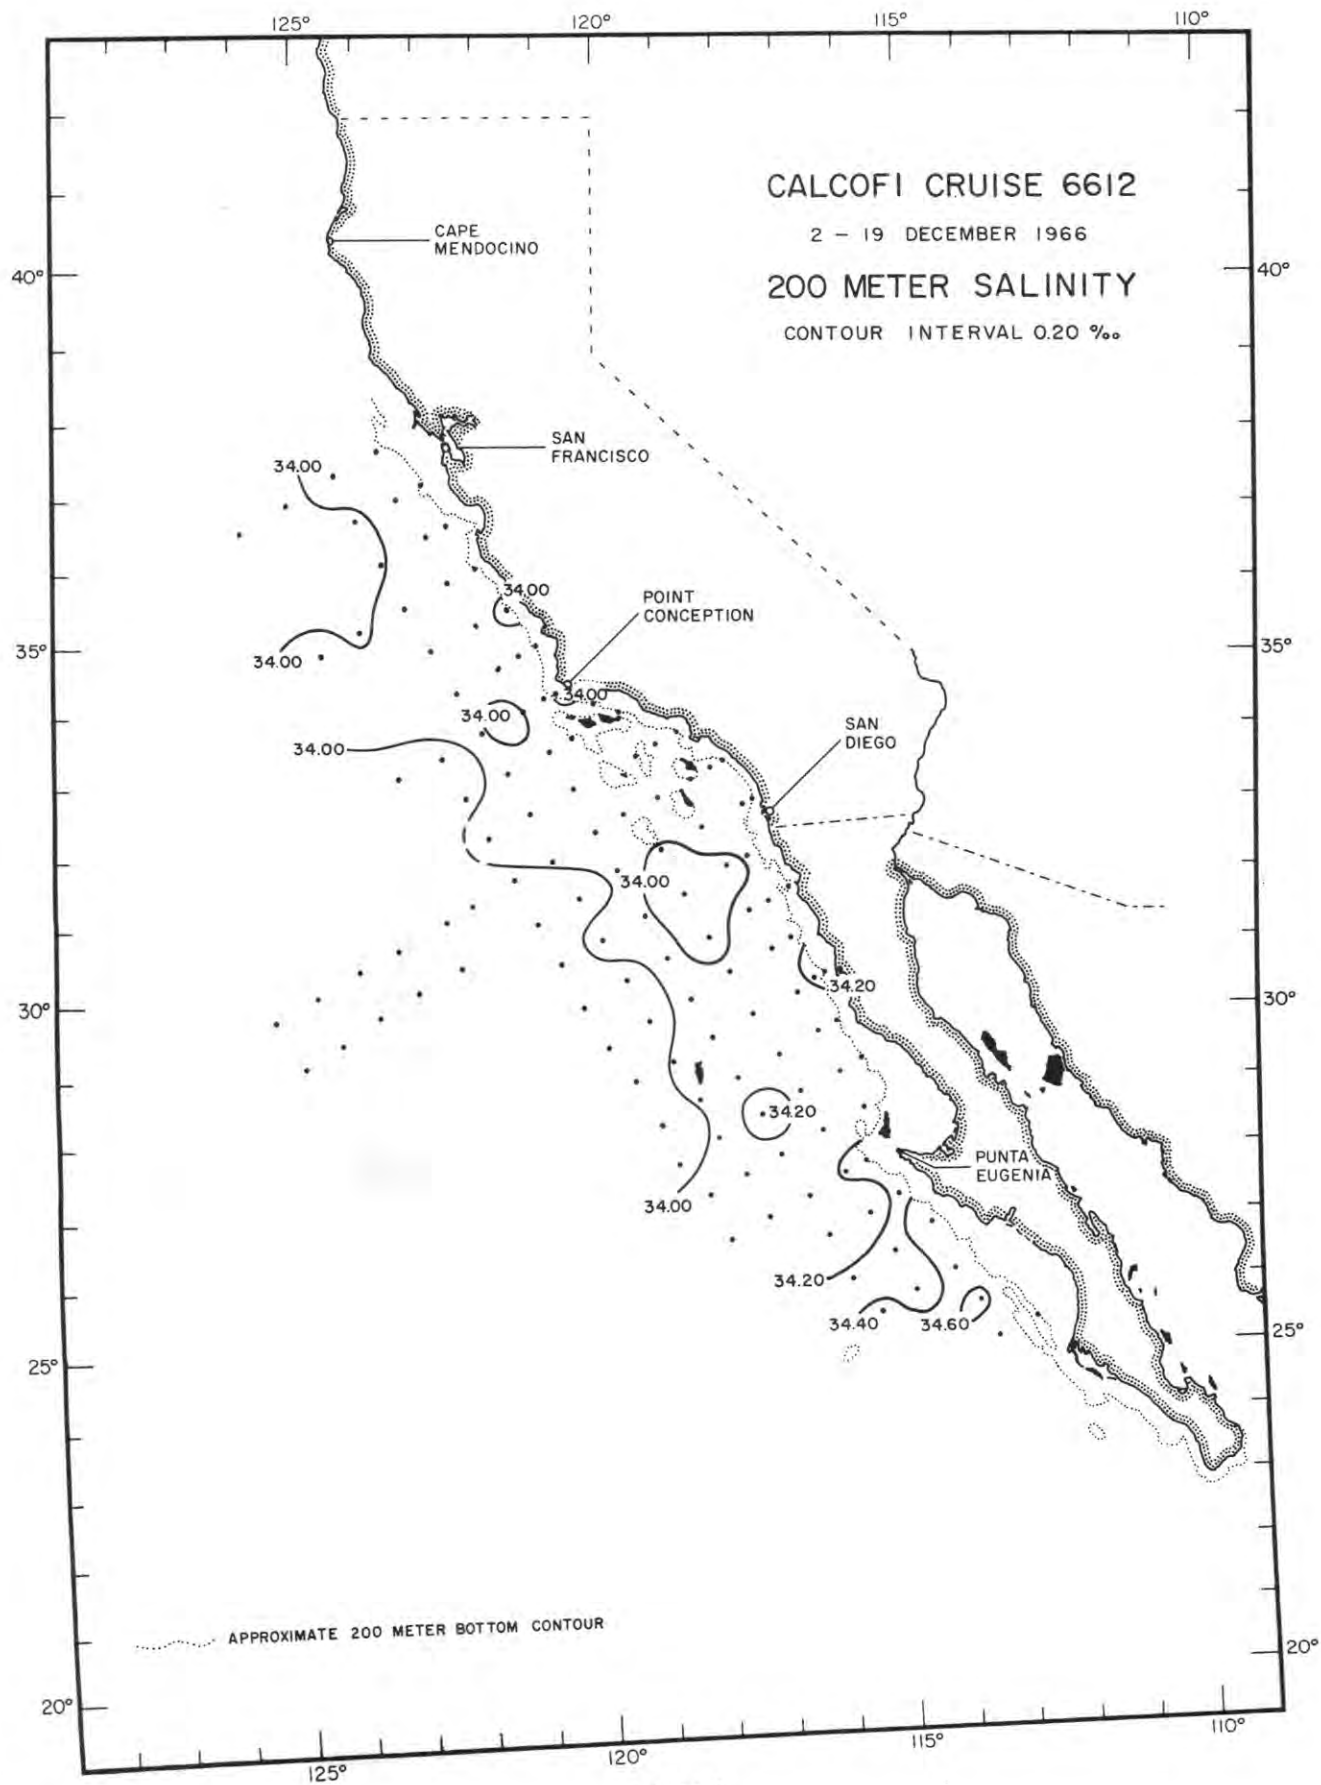 125°
120°
115°
110°
CALCOFI CRUISE 6612
2 – 19 DECEMBER 1966
200 METER SALINITY
CONTOUR INTERVAL 0.20 ‰
CAPE
MENDOCINO
40°
40°
SAN
FRANCISCO
34.00
34.00
POINT
CONCEPTION
35°
35°
34.00
34.00
34.00
34.00
SAN
DIEGO
34.00
34.20
30°
30°
34.20
PUNTA
EUGENIA
34.00
34.20
34.40
34.60
25°
25°
APPROXIMATE 200 METER BOTTOM CONTOUR
20°
20°
125°
120°
115°
110°